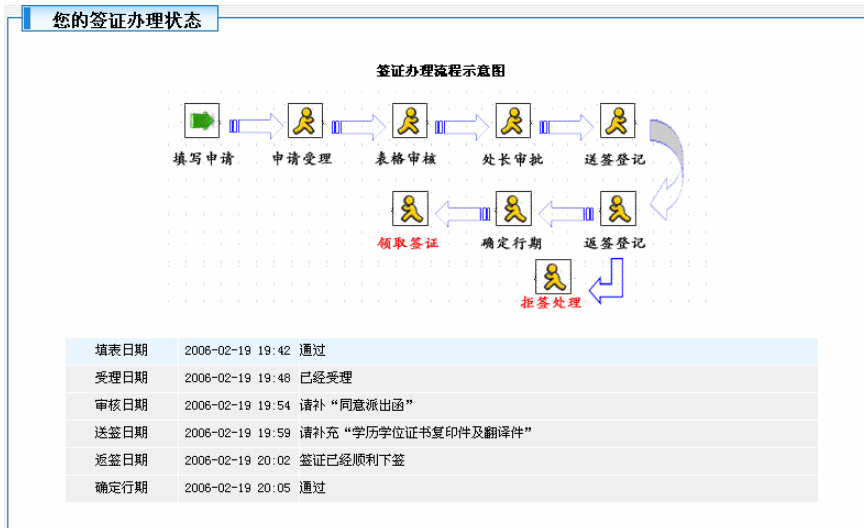 您的签证办理状态
签证办理流程示意图
填写申请 申请受理 表格审核 处长审批 送签登记
领取签证 确定行期 返签登记
拒签处理
填表日期 2006-02-19 19:42 通过
受理日期 2006-02-19 19:48 已经受理
审核日期 2006-02-19 19:54 请补“同意派出函”
送签日期 2006-02-19 19:59 请补充“学历学位证书复印件及翻译件”
返签日期 2006-02-19 20:02 签证已经顺利下签
确定行期 2006-02-19 20:05 通过